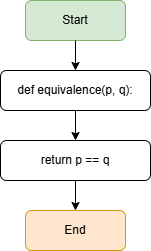 Start
def equivalence(p, q):
return p == q
End